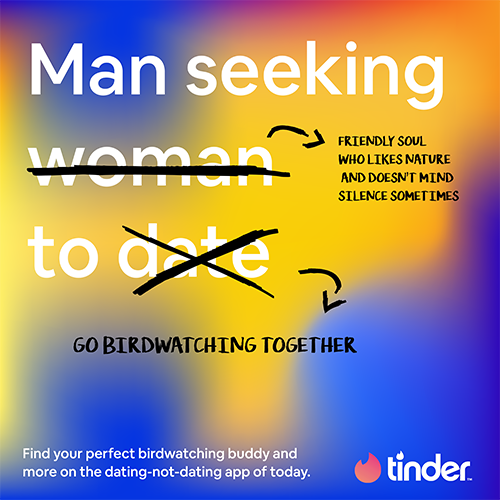 Man seeking
woman
FRIENDLY SOUL
WHO LIKES NATURE
AND DOESN'T MIND
SILENCE SOMETIMES
to date
GO BIRDWATCHING TOGETHER
Find your perfect birdwatching buddy and
more on the dating-not-dating app of today.
tinder™